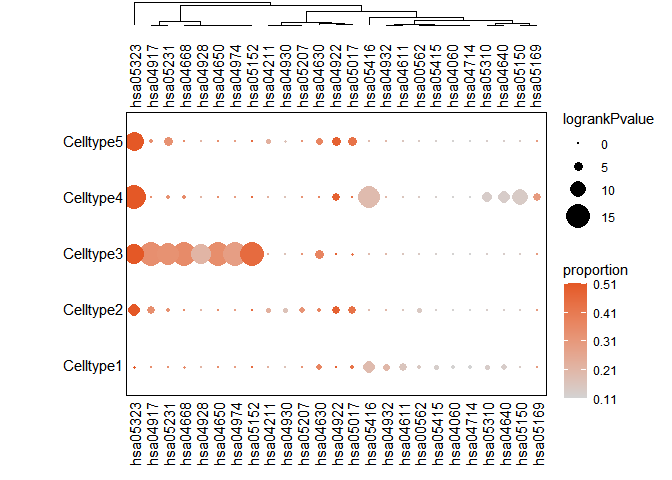 hsa05323 hsa04917 hsa05231 hsa04668 hsa04928 hsa04650 hsa04974 hsa05152 hsa04211 hsa04930 hsa05207 hsa04630 hsa04922 hsa05017 hsa05416 hsa04932 hsa04611 hsa00562 hsa05415 hsa04060 hsa04714 hsa05310 hsa04640 hsa05150 hsa05169
Celltype5
Celltype4
Celltype3
Celltype2
Celltype1
hsa05323 hsa04917 hsa05231 hsa04668 hsa04928 hsa04650 hsa04974 hsa05152 hsa04211 hsa04930 hsa05207 hsa04630 hsa04922 hsa05017 hsa05416 hsa04932 hsa04611 hsa00562 hsa05415 hsa04060 hsa04714 hsa05310 hsa04640 hsa05150 hsa05169
logrankPvalue
0
5
10
15
proportion
0.51
0.41
0.31
0.21
0.11